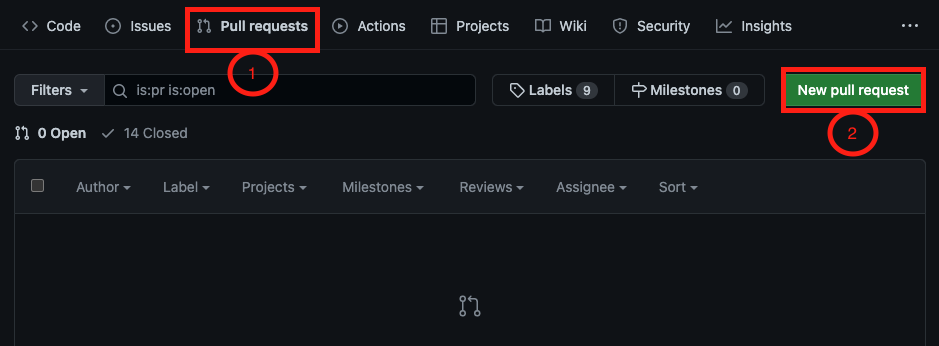 Code Issues Pull requests Actions Projects Wiki Security Insights ...
1
Filters is:pr is:open Labels 9 Milestones 0 New pull request
2
0 Open 14 Closed
Author Label Projects Milestones Reviews Assignee Sort